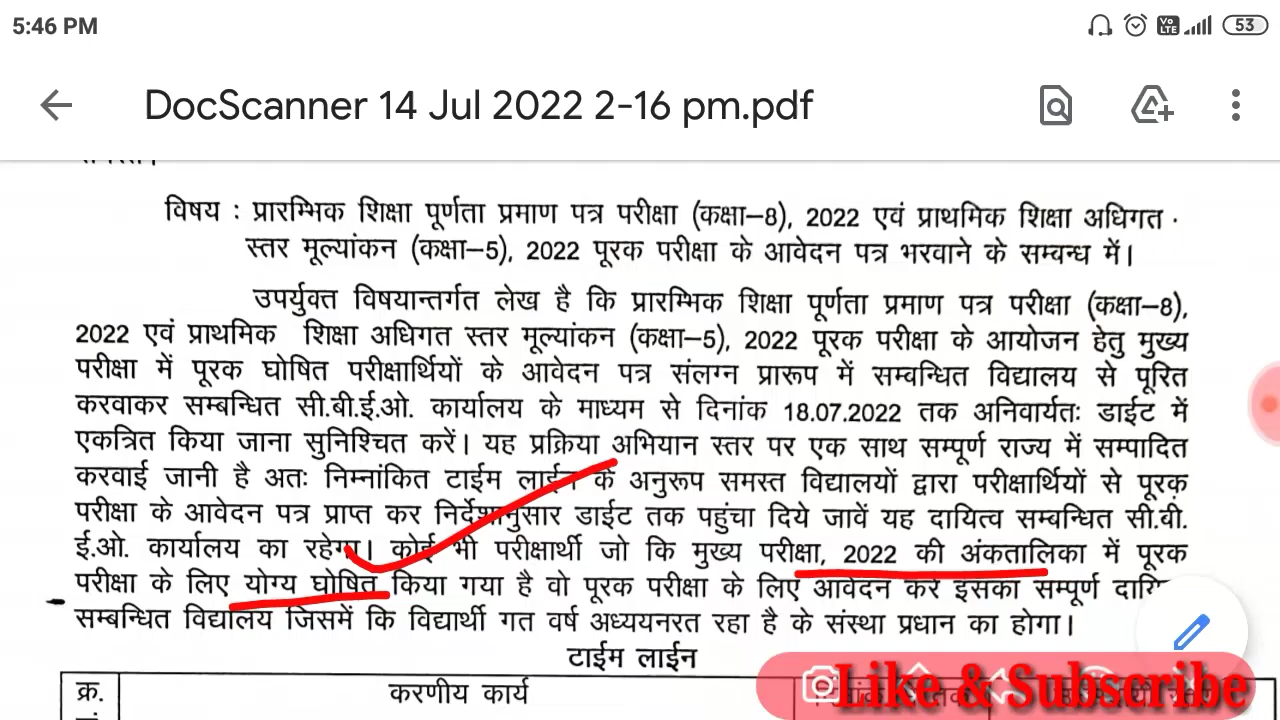 5:46 PM
Vo LTE
53
DocScanner 14 Jul 2022 2-16 pm.pdf
विषय : प्रारम्भिक शिक्षा पूर्णता प्रमाण पत्र परीक्षा (कक्षा–8), 2022 एवं प्राथमिक शिक्षा अधिगत
स्तर मूल्यांकन (कक्षा–5), 2022 पूरक परीक्षा के आवेदन पत्र भरवाने के सम्बन्ध में।
उपर्युक्त विषयान्तर्गत लेख है कि प्रारम्भिक शिक्षा पूर्णता प्रमाण पत्र परीक्षा (कक्षा–8),
2022 एवं प्राथमिक शिक्षा अधिगत स्तर मूल्यांकन (कक्षा–5), 2022 पूरक परीक्षा के आयोजन हेतु मुख्य
परीक्षा में पूरक घोषित परीक्षार्थियों के आवेदन पत्र संलग्न प्रारूप में सम्बन्धित विद्यालय से पूरित
करवाकर सम्बन्धित सी.बी.ई.ओ. कार्यालय के माध्यम से दिनांक 18.07.2022 तक अनिवार्यतः डाईट में
एकत्रित किया जाना सुनिश्चित करें। यह प्रक्रिया अभियान स्तर पर एक साथ सम्पूर्ण राज्य में सम्पादित
करवाई जानी है अतः निम्नांकित टाईम लाईन के अनुरूप समस्त विद्यालयों द्वारा परीक्षार्थियों से पूरक
परीक्षा के आवेदन पत्र प्राप्त कर निर्देशानुसार डाईट तक पहुंचा दिये जावें यह दायित्व सम्बन्धित सी.बी.
ई.ओ. कार्यालय का रहेगा। कोई भी परीक्षार्थी जो कि मुख्य परीक्षा, 2022 की अंकतालिका में पूरक
परीक्षा के लिए योग्य घोषित किया गया है वो पूरक परीक्षा के लिए आवेदन करें इसका सम्पूर्ण
सम्बन्धित विद्यालय जिसमें कि विद्यार्थी गत वर्ष अध्ययनरत रहा है के संस्था प्रधान का होगा।
टाईम लाईन
क्र. करणीय कार्य
Like & Subscribe